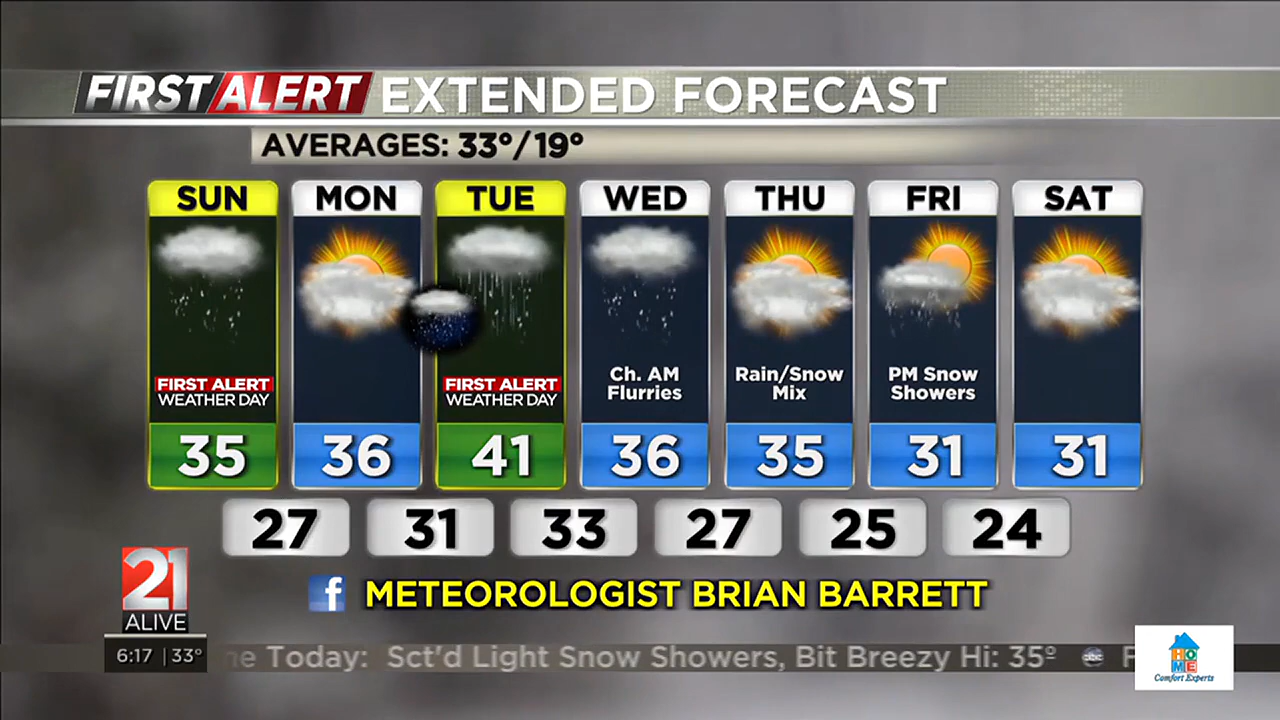 FIRST ALERT EXTENDED FORECAST
AVERAGES: 33°/19°
SUN MON TUE WED THU FRI SAT
Ch. AM
Flurries
Rain/Snow
Mix
PM Snow
Showers
FIRST ALERT
WEATHER DAY
FIRST ALERT
WEATHER DAY
35 36 41 36 35 31 31
27 31 33 27 25 24
21
ALIVE
f METEOROLOGIST BRIAN BARRETT
6:17 | 33°
ne Today: Sct'd Light Snow Showers, Bit Breezy Hi: 35º abc F
HOME
Comfort Experts